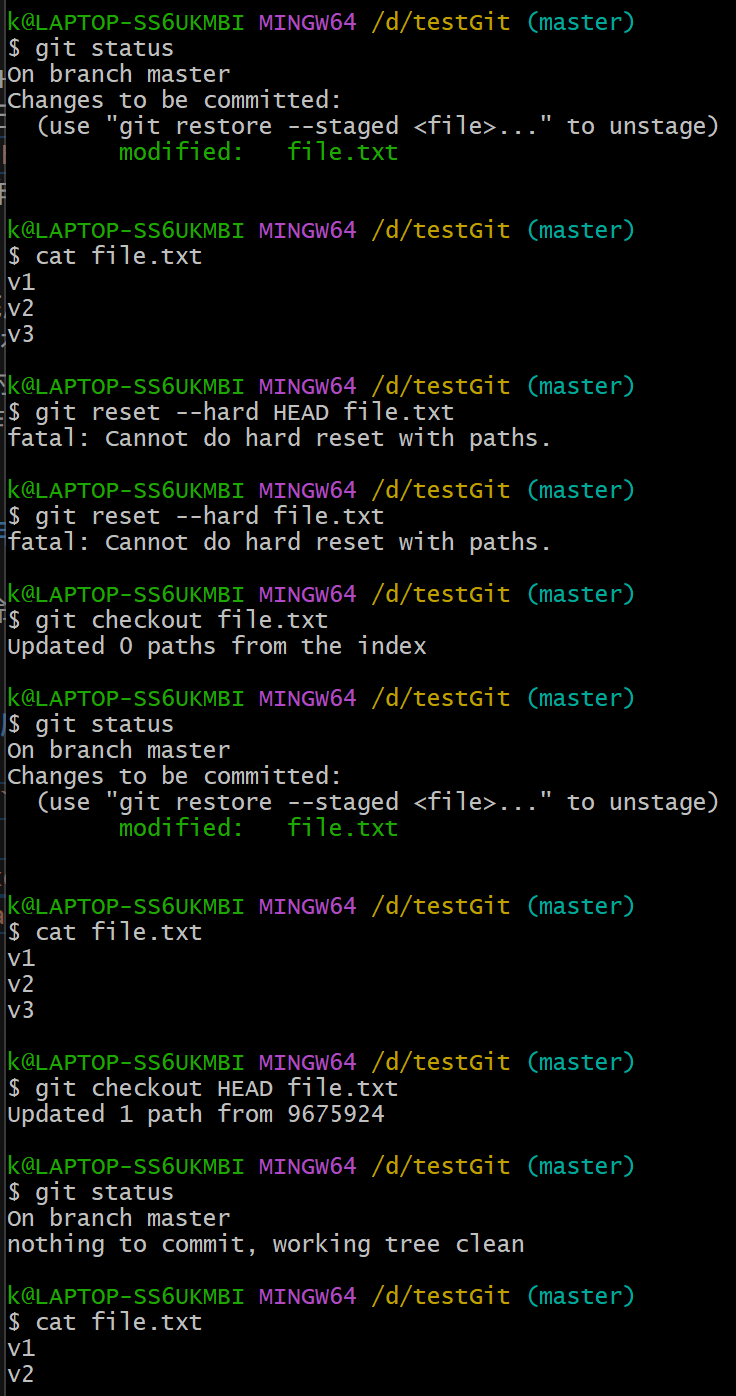 k@LAPTOP-SS6UKMBI MINGW64 /d/testGit (master)
$ git status
On branch master
Changes to be committed:
  (use "git restore --staged <file>..." to unstage)
        modified:   file.txt

k@LAPTOP-SS6UKMBI MINGW64 /d/testGit (master)
$ cat file.txt
v1
v2
v3

k@LAPTOP-SS6UKMBI MINGW64 /d/testGit (master)
$ git reset --hard HEAD file.txt
fatal: Cannot do hard reset with paths.

k@LAPTOP-SS6UKMBI MINGW64 /d/testGit (master)
$ git reset --hard file.txt
fatal: Cannot do hard reset with paths.

k@LAPTOP-SS6UKMBI MINGW64 /d/testGit (master)
$ git checkout file.txt
Updated 0 paths from the index

k@LAPTOP-SS6UKMBI MINGW64 /d/testGit (master)
$ git status
On branch master
Changes to be committed:
  (use "git restore --staged <file>..." to unstage)
        modified:   file.txt

k@LAPTOP-SS6UKMBI MINGW64 /d/testGit (master)
$ cat file.txt
v1
v2
v3

k@LAPTOP-SS6UKMBI MINGW64 /d/testGit (master)
$ git checkout HEAD file.txt
Updated 1 path from 9675924

k@LAPTOP-SS6UKMBI MINGW64 /d/testGit (master)
$ git status
On branch master
nothing to commit, working tree clean

k@LAPTOP-SS6UKMBI MINGW64 /d/testGit (master)
$ cat file.txt
v1
v2